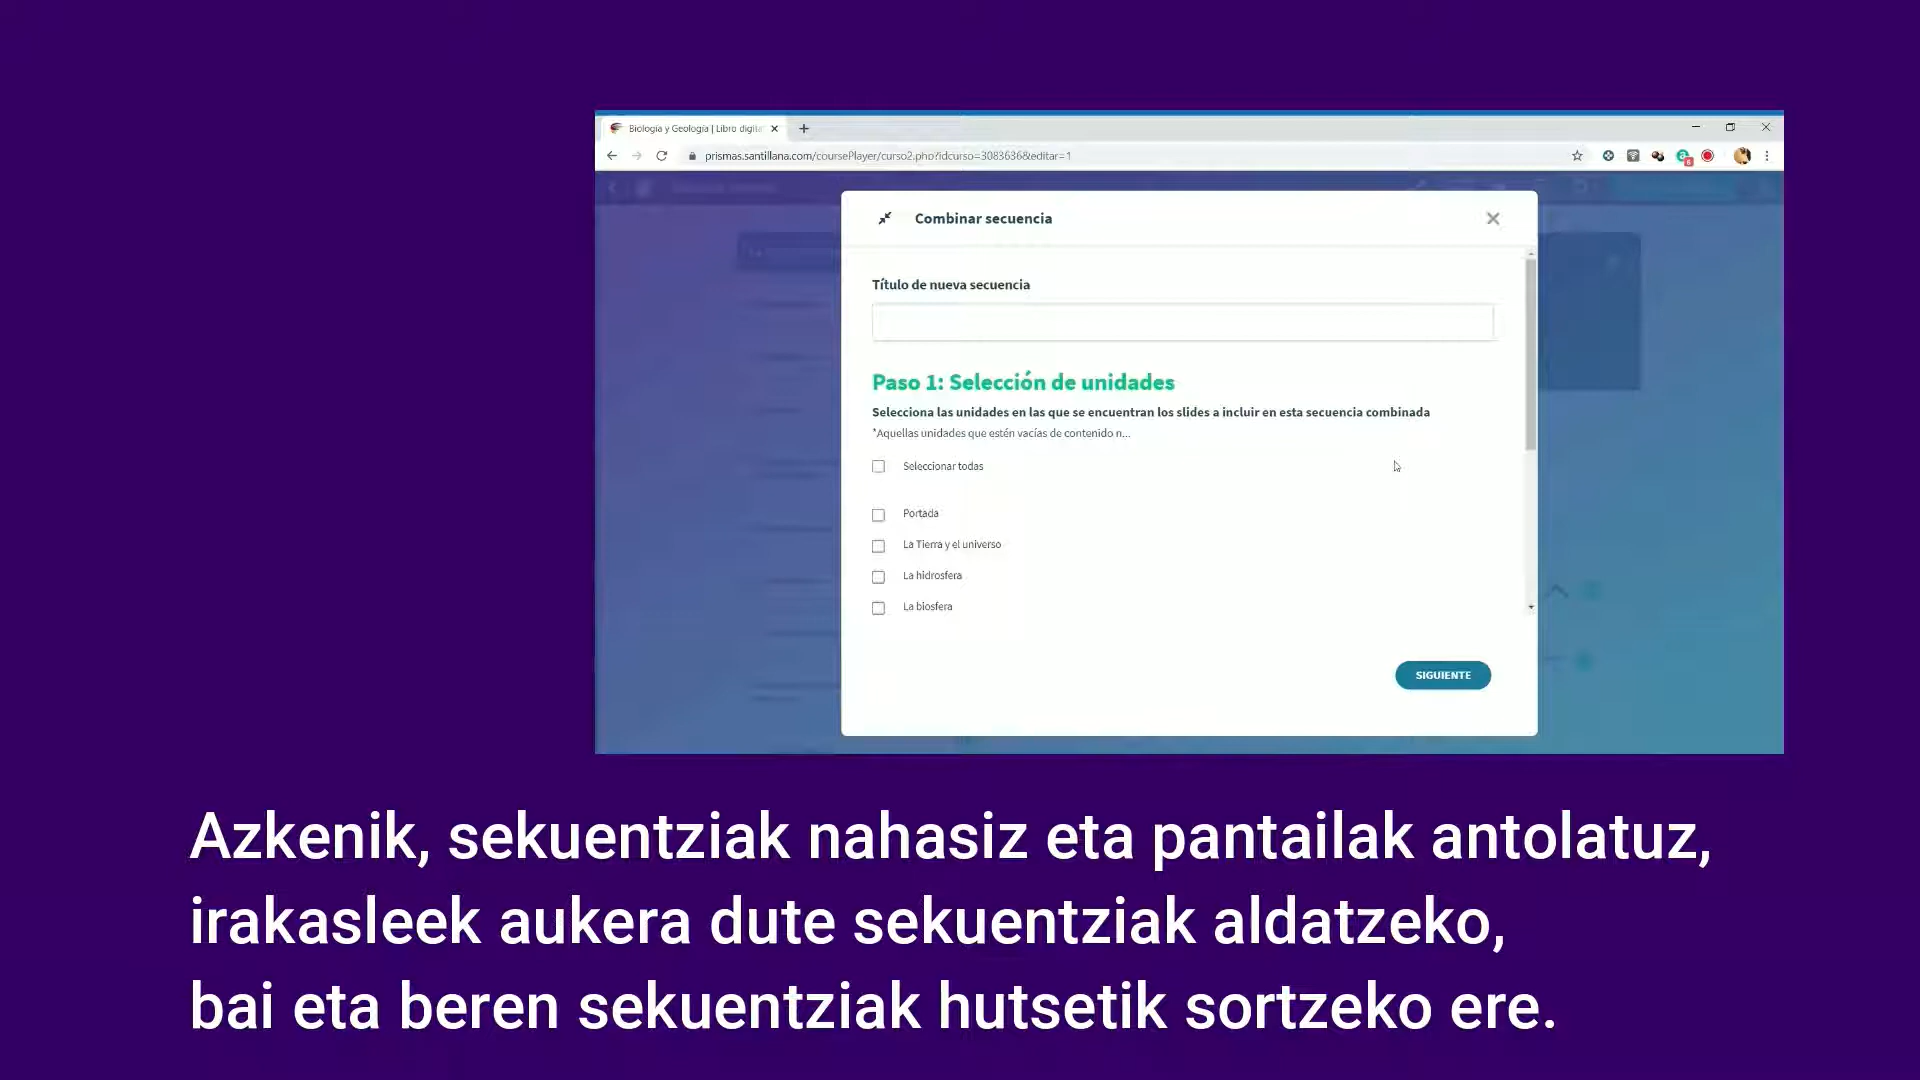 Biología y Geología | Libro digita
prismas.santillana.com/coursePlayer/curso2.php?idcurso=3083636&editar=1
Combinar secuencia
Título de nueva secuencia
Paso 1: Selección de unidades
Selecciona las unidades en las que se encuentran los slides a incluir en esta secuencia combinada
*Aquellas unidades que estén vacías de contenido n...
Seleccionar todas
Portada
La Tierra y el universo
La hidrosfera
La biosfera
SIGUIENTE
Azkenik, sekuentziak nahasiz eta pantailak antolatuz,
irakasleek aukera dute sekuentziak aldatzeko,
bai eta beren sekuentziak hutsetik sortzeko ere.